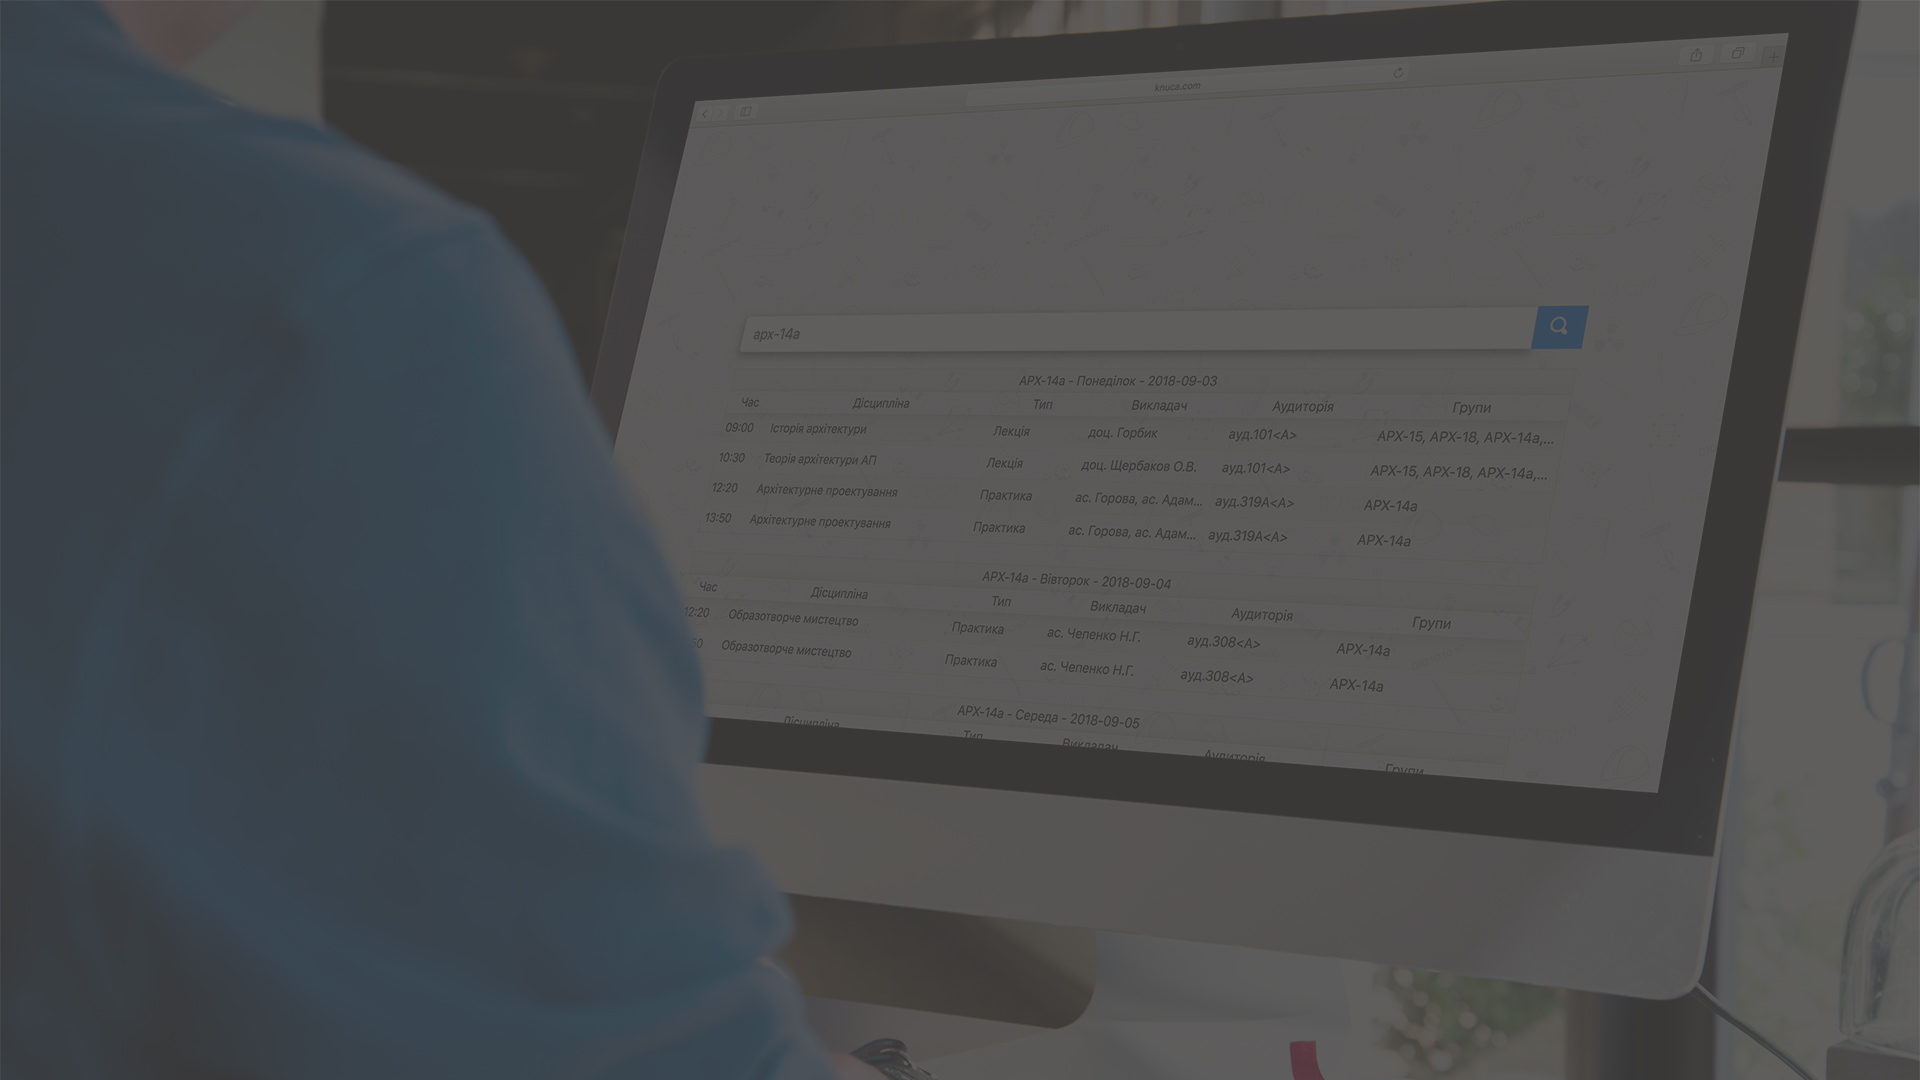 knuca.com
арх-14а
АРХ-14а - Понеділок - 2018-09-03
Час Дісципліна Тип Викладач Аудиторія Групи
09:00 Історія архітектури Лекція доц. Горбик ауд.101<А> АРХ-15, АРХ-18, АРХ-14а,...
10:30 Теорія архітектури АП Лекція доц. Щербаков О.В. ауд.101<А> АРХ-15, АРХ-18, АРХ-14а,...
12:20 Архітектурне проектування Практика ас. Горова, ас. Адам... ауд.319А<А> АРХ-14а
13:50 Архітектурне проектування Практика ас. Горова, ас. Адам... ауд.319А<А> АРХ-14а
АРХ-14а - Вівторок - 2018-09-04
Час Дісципліна Тип Викладач Аудиторія Групи
12:20 Образотворче мистецтво Практика ас. Чепенко Н.Г. ауд.308<А> АРХ-14а
50 Образотворче мистецтво Практика ас. Чепенко Н.Г. ауд.308<А> АРХ-14а
АРХ-14а - Середа - 2018-09-05
Дісципліна Тип Викладач Аудиторія Групи